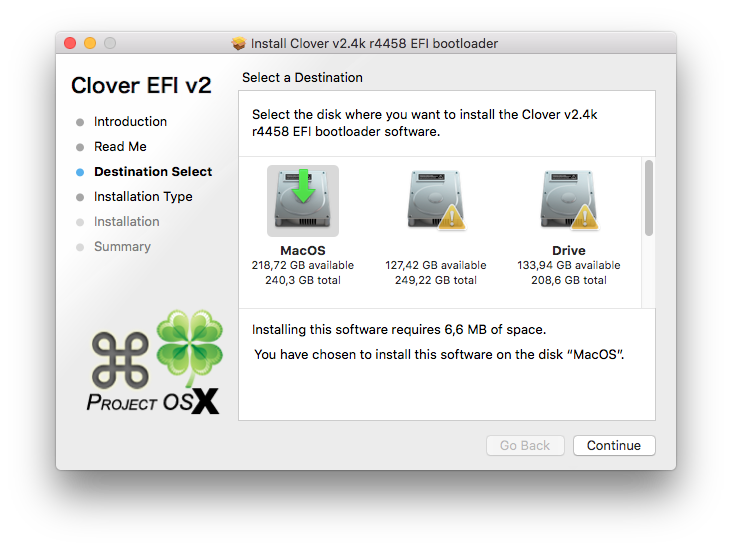 Install Clover v2.4k r4458 EFI bootloader
Clover EFI v2
Introduction
Read Me
Destination Select
Installation Type
Installation
Summary
PROJECT OSX
Select a Destination
Select the disk where you want to install the Clover v2.4k
r4458 EFI bootloader software.
MacOS
218,72 GB available
240,3 GB total
127,42 GB available
249,22 GB total
Drive
133,94 GB available
208,6 GB total
Installing this software requires 6,6 MB of space.
You have chosen to install this software on the disk “MacOS”.
Go Back
Continue